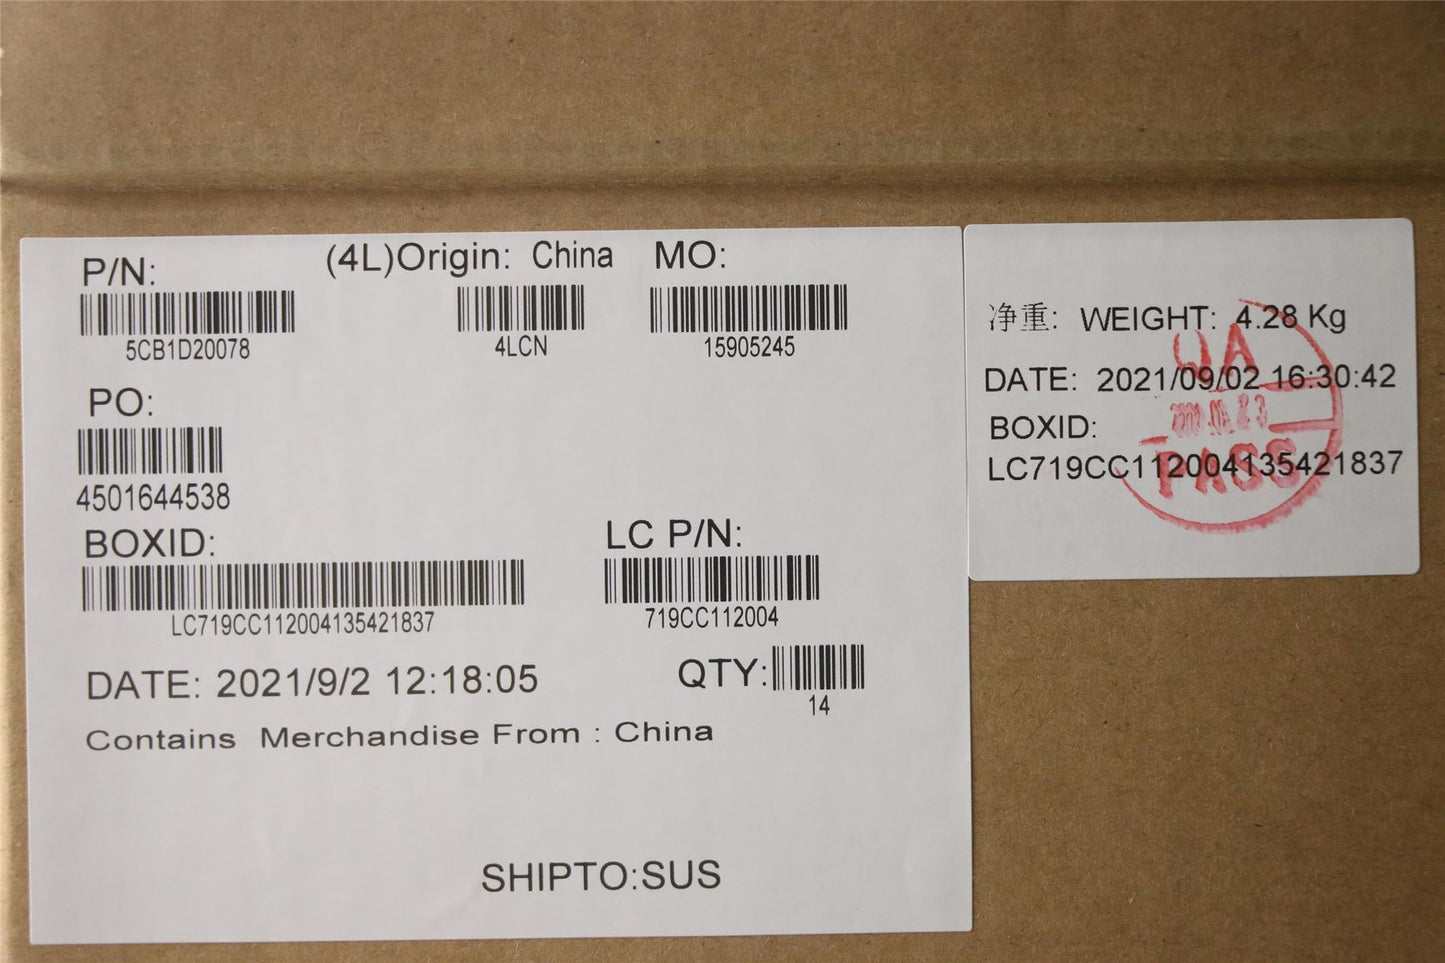 P/N:
5CB1D20078
(4L)Origin: China
4LCN
MO:
15905245
PO:
4501644538
BOXID:
LC719CC112004135421837
LC P/N:
719CC112004
DATE: 2021/9/2 12:18:05
QTY:
14
Contains Merchandise From : China
SHIPTO:SUS
净重: WEIGHT: 4.28 Kg
DATE: 2021/09/02 16:30:42
BOXID:
LC719CC112004135421837
QA
PASS